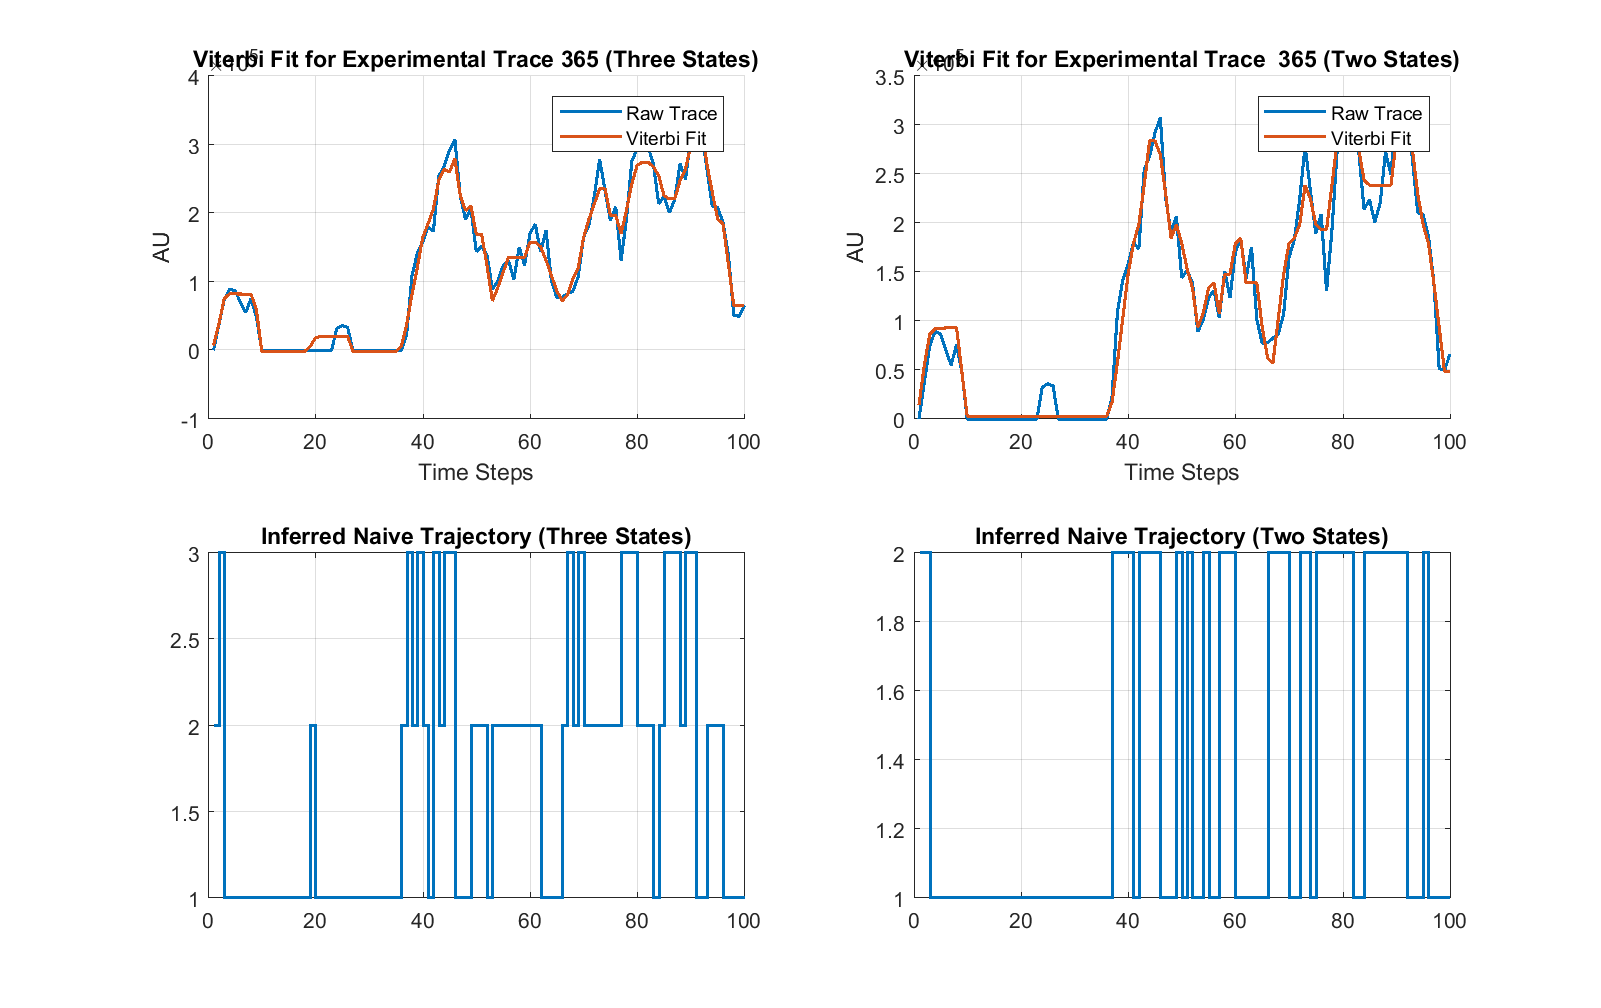 Viterbi Fit for Experimental Trace 365 (Three States)
×10^5
4
3
2
1
0
-1
AU
Raw Trace
Viterbi Fit
0 20 40 60 80 100
Time Steps
Viterbi Fit for Experimental Trace  365 (Two States)
×10^5
3.5
3
2.5
2
1.5
1
0.5
0
AU
Raw Trace
Viterbi Fit
0 20 40 60 80 100
Time Steps
Inferred Naive Trajectory (Three States)
3
2.5
2
1.5
1
0 20 40 60 80 100
Inferred Naive Trajectory (Two States)
2
1.8
1.6
1.4
1.2
1
0 20 40 60 80 100